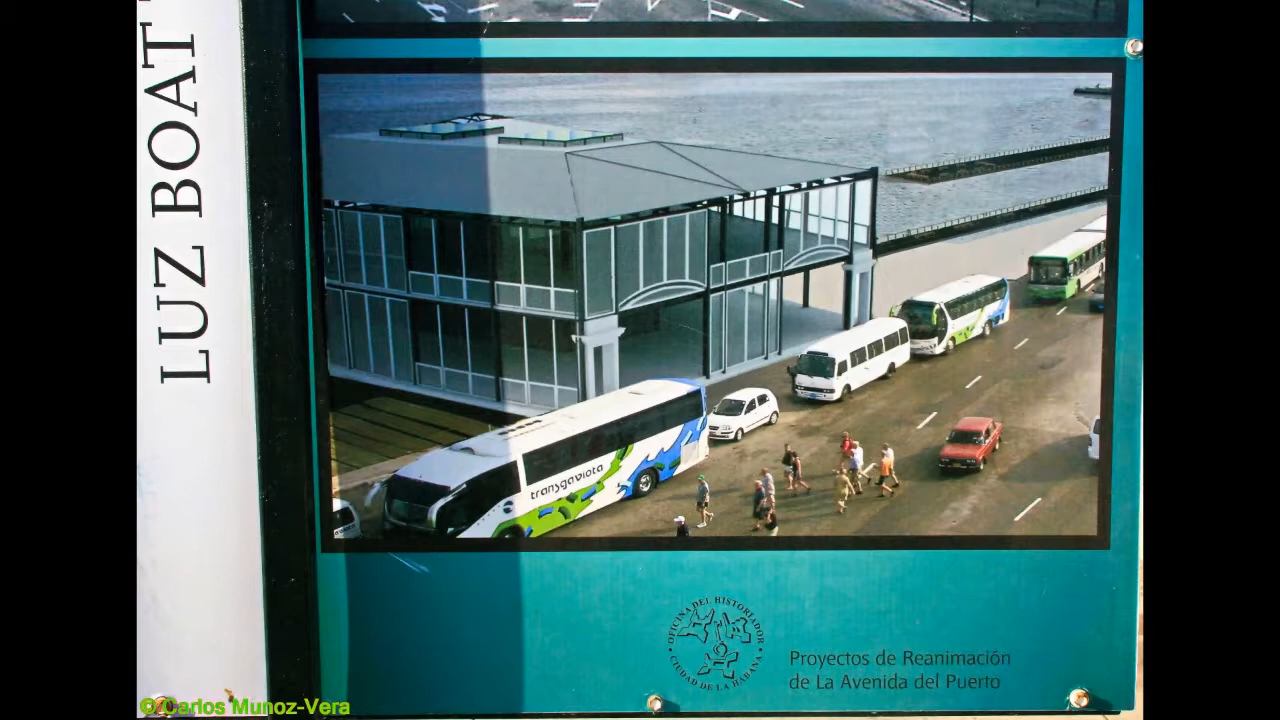 LUZ BOAT
transgaviota
OFICINA DEL HISTORIADOR
CIUDAD DE LA HABANA
Proyectos de Reanimación
de La Avenida del Puerto
© Carlos Munoz-Vera